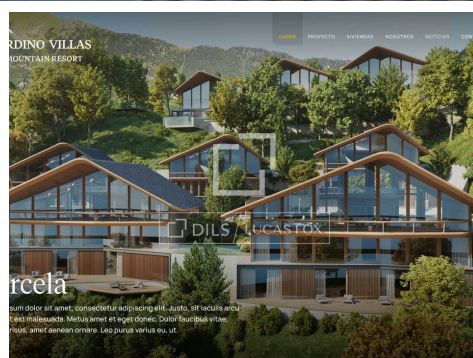 RDINO VILLAS
MOUNTAIN RESORT
LUGAR PROYECTO VIVIENDAS NOSOTROS NOTICIAS CON
DILS / LUCAS FOX
rcela
sum dolor sit amet, consectetur adipiscing elit. Justo, sit iaculis arcu
t est malesuada. Metus amet et eget donec. Dolor faucibus vitae,
risus, amet aenean ornare. Leo purus varius eu, ut.